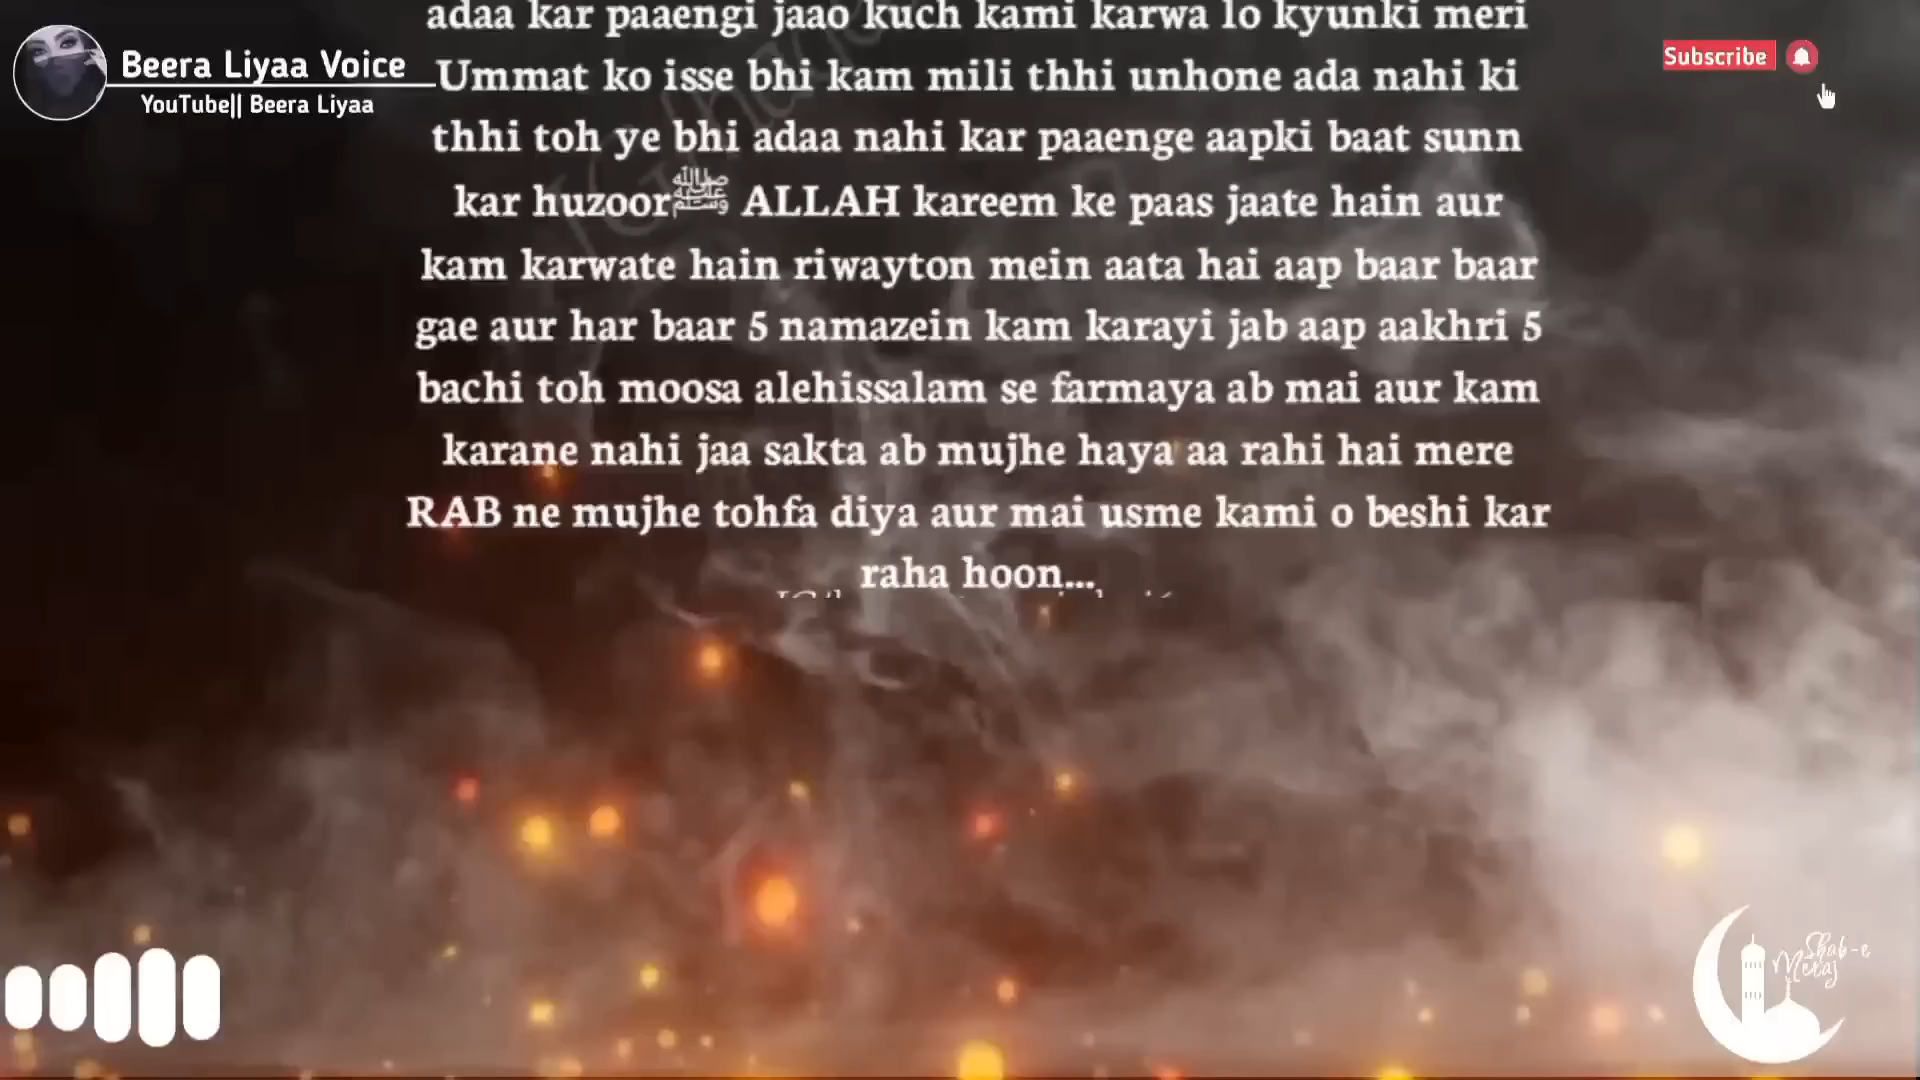 adaa kar paaengi jaao kuch kami karwa lo kyunki meri
Beera Liyaa Voice
YouTube|| Beera Liyaa
Subscribe
Ummat ko isse bhi kam mili thhi unhone ada nahi ki
thhi toh ye bhi adaa nahi kar paaenge aapki baat sunn
kar huzoorﷺ ALLAH kareem ke paas jaate hain aur
kam karwate hain riwayton mein aata hai aap baar baar
gae aur har baar 5 namazein kam karayi jab aap aakhri 5
bachi toh moosa alehissalam se farmaya ab mai aur kam
karane nahi jaa sakta ab mujhe haya aa rahi hai mere
RAB ne mujhe tohfa diya aur mai usme kami o beshi kar
raha hoon...
Shab-e
Meraj